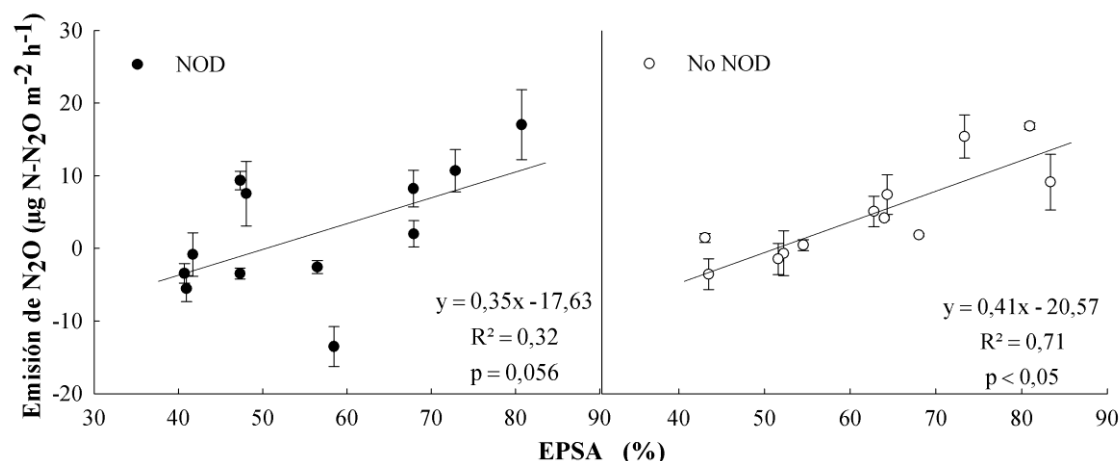 Emisión de N₂O (µg N-N₂O m⁻² h⁻¹)
30
20
10
0
-10
-20
NOD
y = 0,35x - 17,63
R² = 0,32
p = 0,056
No NOD
y = 0,41x - 20,57
R² = 0,71
p < 0,05
30 40 50 60 70 80 90 40 50 60 70 80 90
EPSA (%)